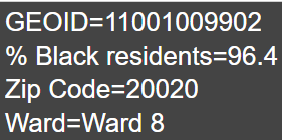 GEOID=11001009902
% Black residents=96.4
Zip Code=20020
Ward=Ward 8